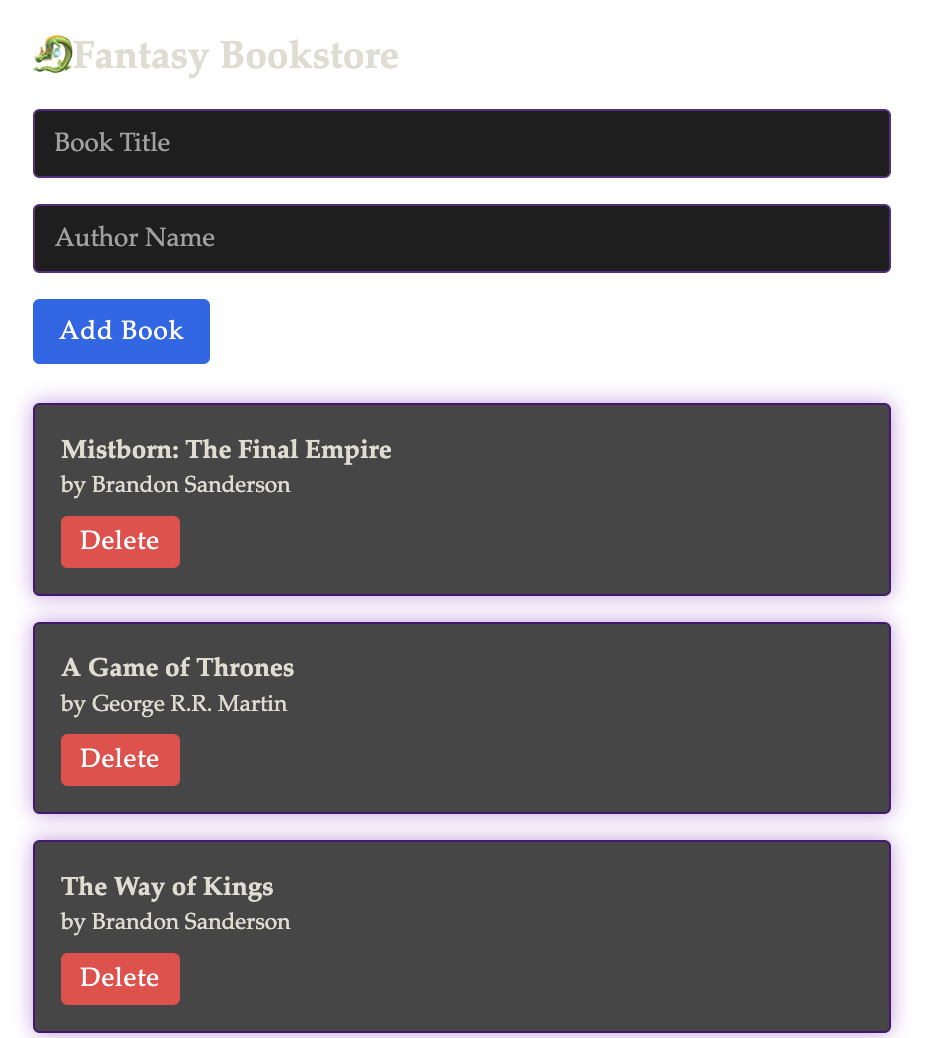 Fantasy Bookstore
Book Title
Author Name
Add Book
Mistborn: The Final Empire
by Brandon Sanderson
Delete
A Game of Thrones
by George R.R. Martin
Delete
The Way of Kings
by Brandon Sanderson
Delete